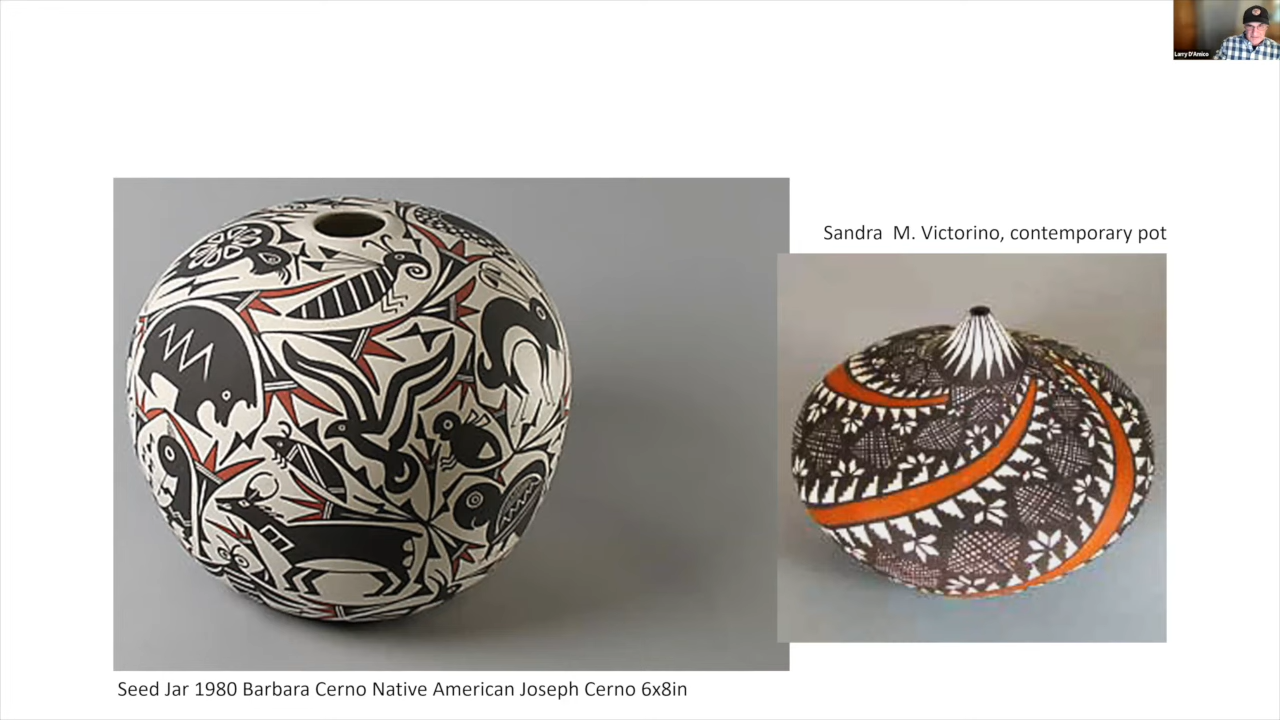 Larry D'Amico
Sandra M. Victorino, contemporary pot
Seed Jar 1980 Barbara Cerno Native American Joseph Cerno 6x8in